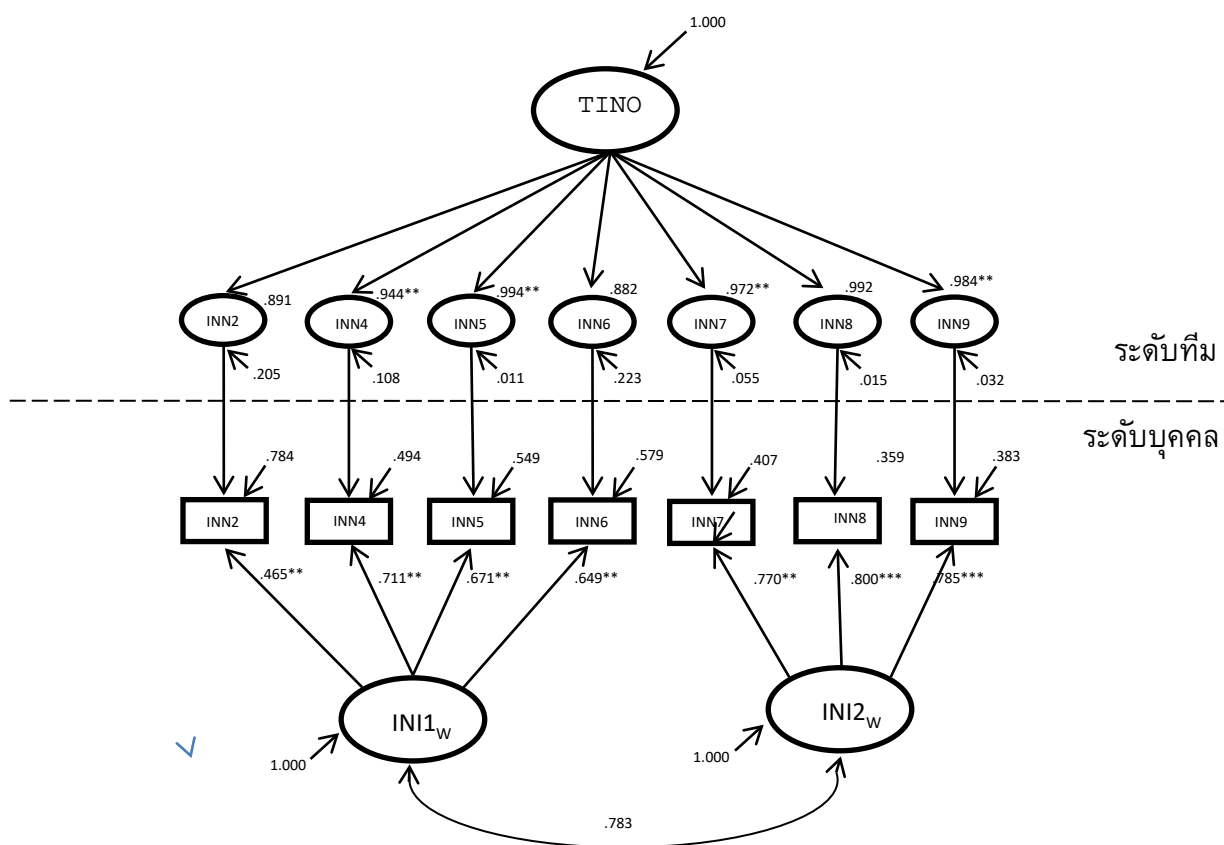 1.000
TINO
.891 .944** .994** .882 .972** .992 .984**
INN2 INN4 INN5 INN6 INN7 INN8 INN9
ระดับทีม
.205 .108 .011 .223 .055 .015 .032
ระดับบุคคล
.784 .494 .549 .579 .407 .359 .383
INN2 INN4 INN5 INN6 INN7 INN8 INN9
.465** .711** .671** .649** .770** .800*** .785***
INI1W INI2W
1.000 1.000
.783